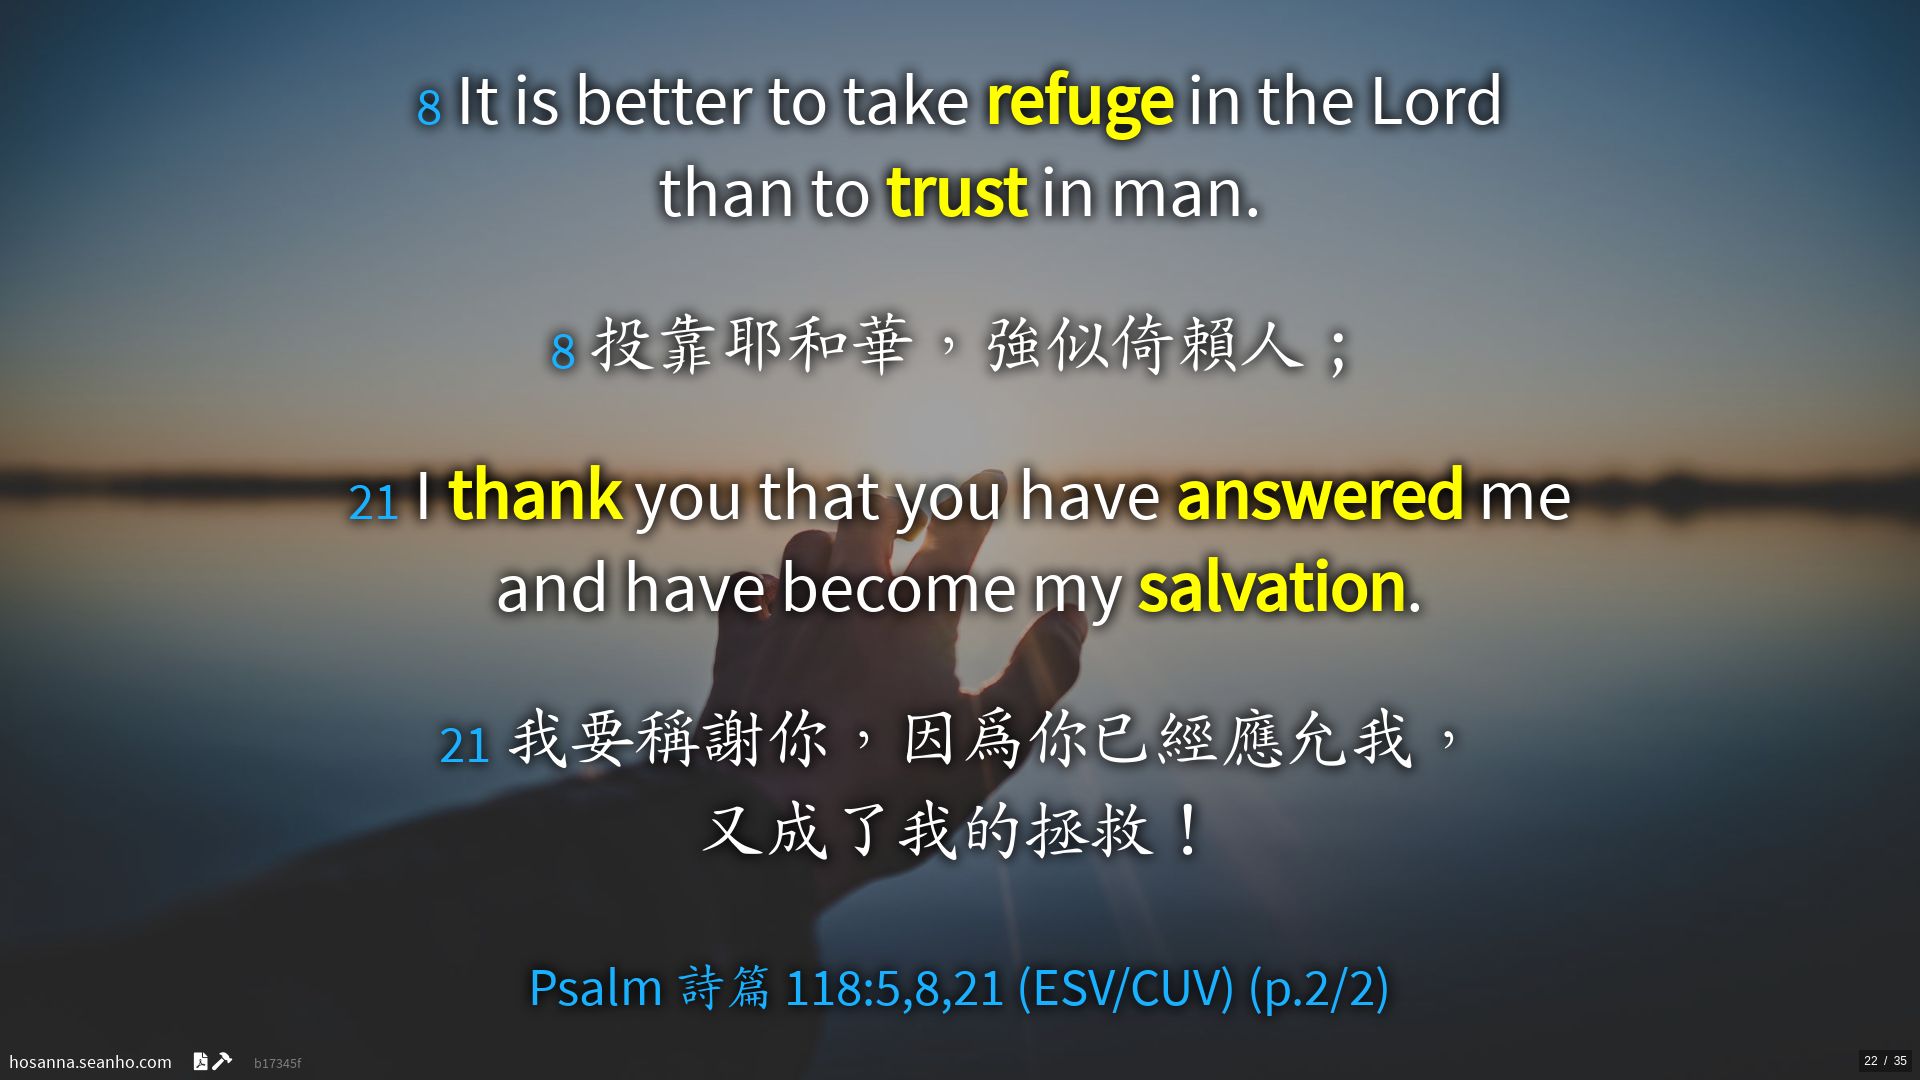 8 It is better to take refuge in the Lord
than to trust in man.
8 投靠耶和華，強似倚賴人；
21 I thank you that you have answered me
and have become my salvation.
21 我要稱謝你，因爲你已經應允我，
又成了我的拯救！
Psalm 詩篇 118:5,8,21 (ESV/CUV) (p.2/2)
hosanna.seanho.com b17345f
22 / 35